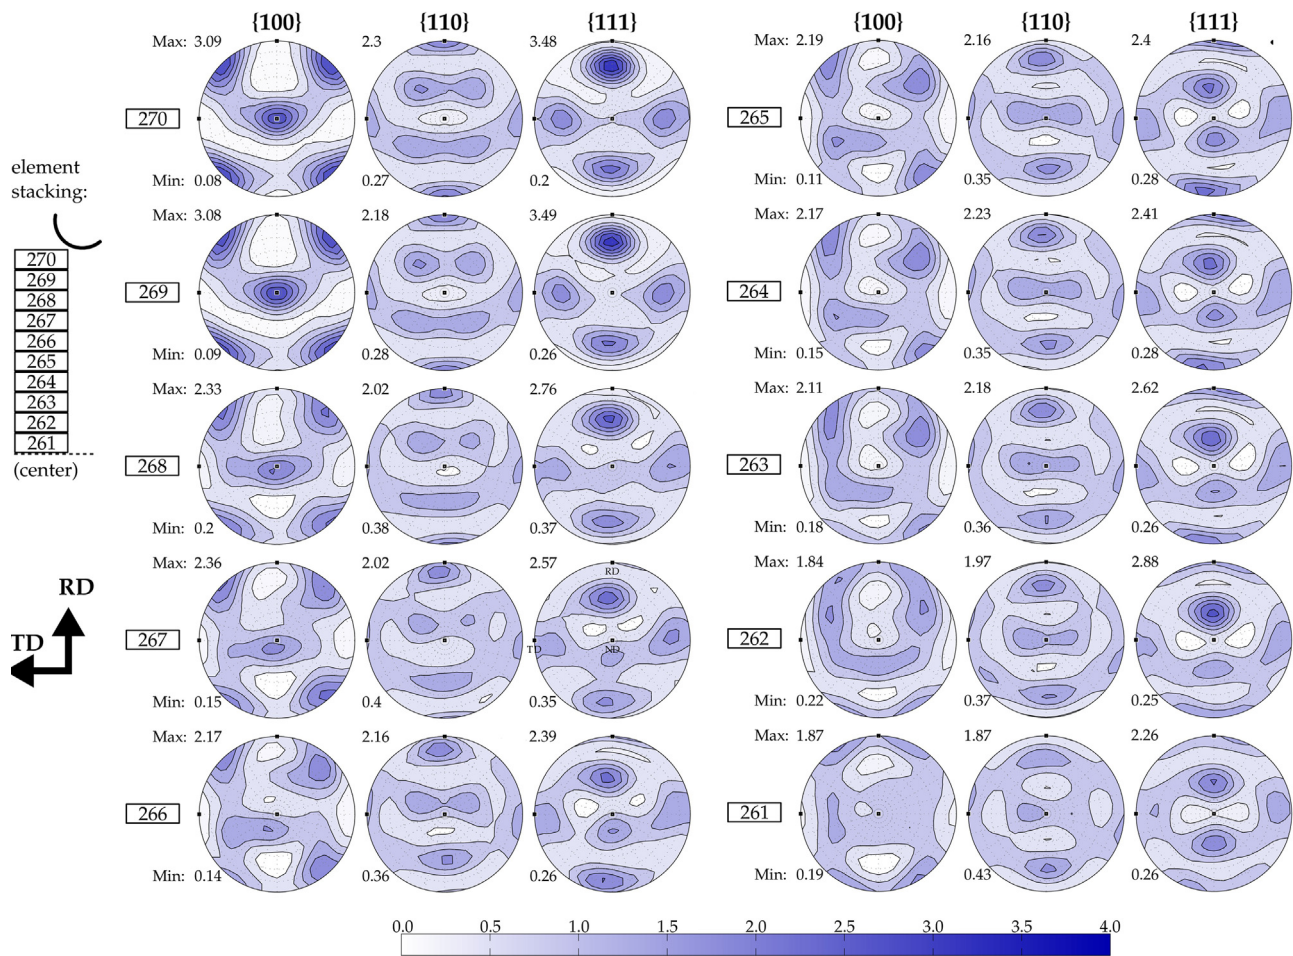 {100} {110} {111} {100} {110} {111}
Max: 3.09 2.3 3.48 Max: 2.19 2.16 2.4
270 265
Min: 0.08 0.27 0.2 Min: 0.11 0.35 0.28
element
stacking:
Max: 3.08 2.18 3.49 Max: 2.17 2.23 2.41
269 264
Min: 0.09 0.28 0.26 Min: 0.15 0.35 0.28
270
269
268
267
266
265
264
263
262
261
(center)
Max: 2.33 2.02 2.76 Max: 2.11 2.18 2.62
268 263
Min: 0.2 0.38 0.37 Min: 0.18 0.36 0.26
Max: 2.36 2.02 2.57 Max: 1.84 1.97 2.88
RD
267 262
TD ND
Min: 0.15 0.4 0.35 Min: 0.22 0.37 0.25
RD
TD
Max: 2.17 2.16 2.39 Max: 1.87 1.87 2.26
266 261
Min: 0.14 0.36 0.26 Min: 0.19 0.43 0.26
0.0 0.5 1.0 1.5 2.0 2.5 3.0 3.5 4.0